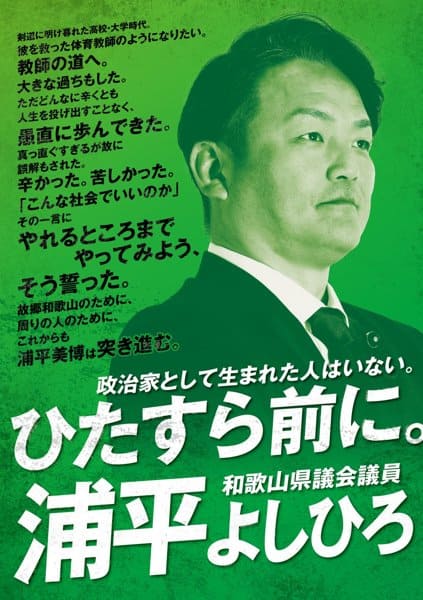 剣道に明け暮れた高校・大学時代。
彼を救った体育教師のようになりたい。
教師の道へ。
大きな過ちもした。
ただどんなに辛くとも
人生を投げ出すことなく、
愚直に歩んできた。
真っ直ぐすぎるが故に
誤解もされた。
辛かった。苦しかった。
「こんな社会でいいのか」
その一言に
やれるところまで
やってみよう、
そう誓った。
故郷和歌山のために、
周りの人のために、
これからも
浦平美博は突き進む。
政治家として生まれた人はいない。
ひたすら前に。
和歌山県議会議員
浦平よしひろ